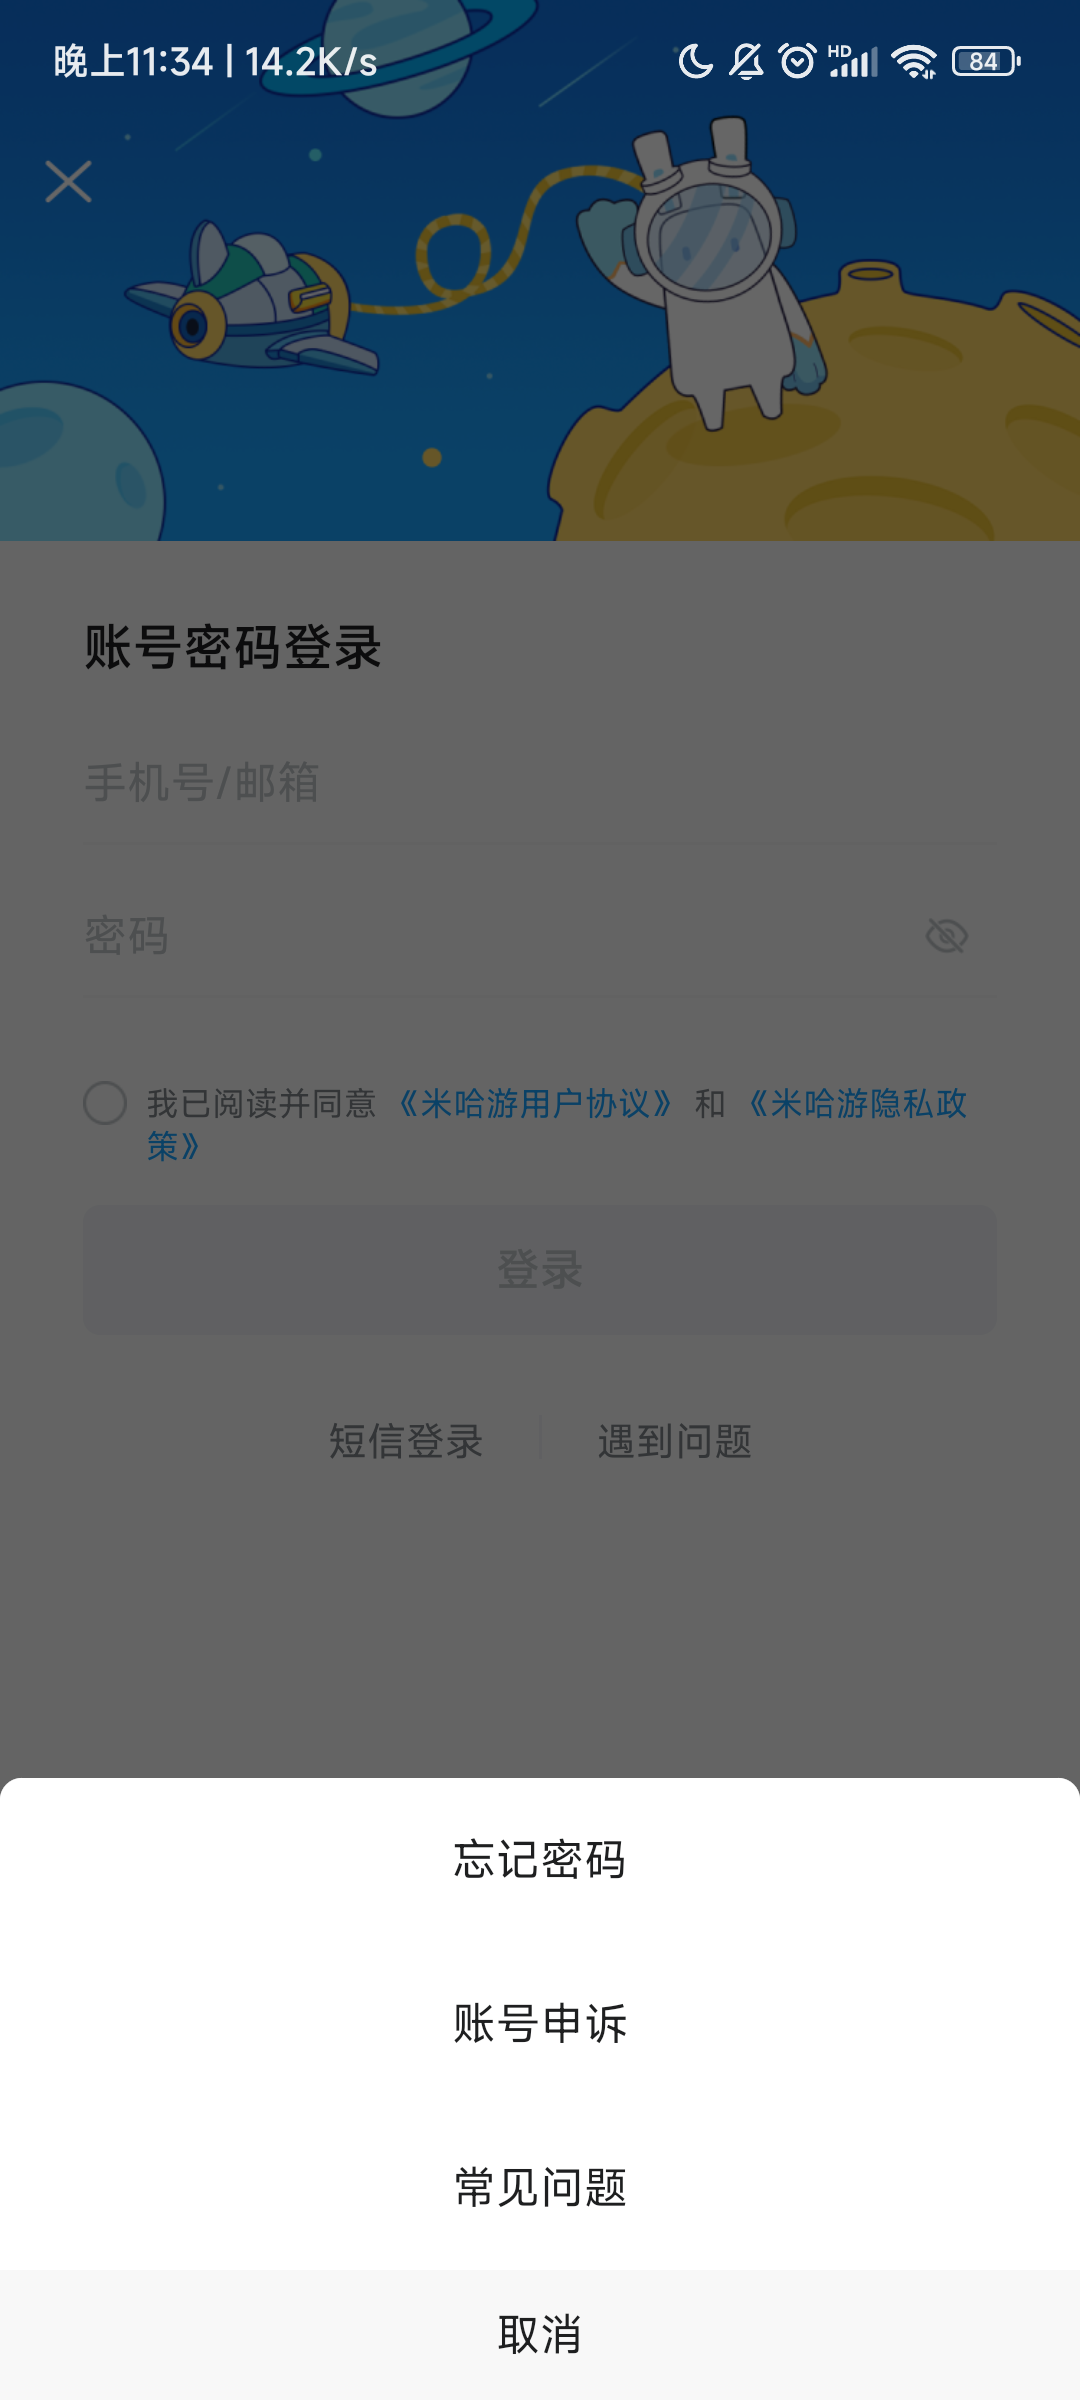 晚上11:34 | 14.2K/s
HD
84
账号密码登录
手机号/邮箱
密码
我已阅读并同意 《米哈游用户协议》 和 《米哈游隐私政
策》
登录
短信登录
遇到问题
忘记密码
账号申诉
常见问题
取消